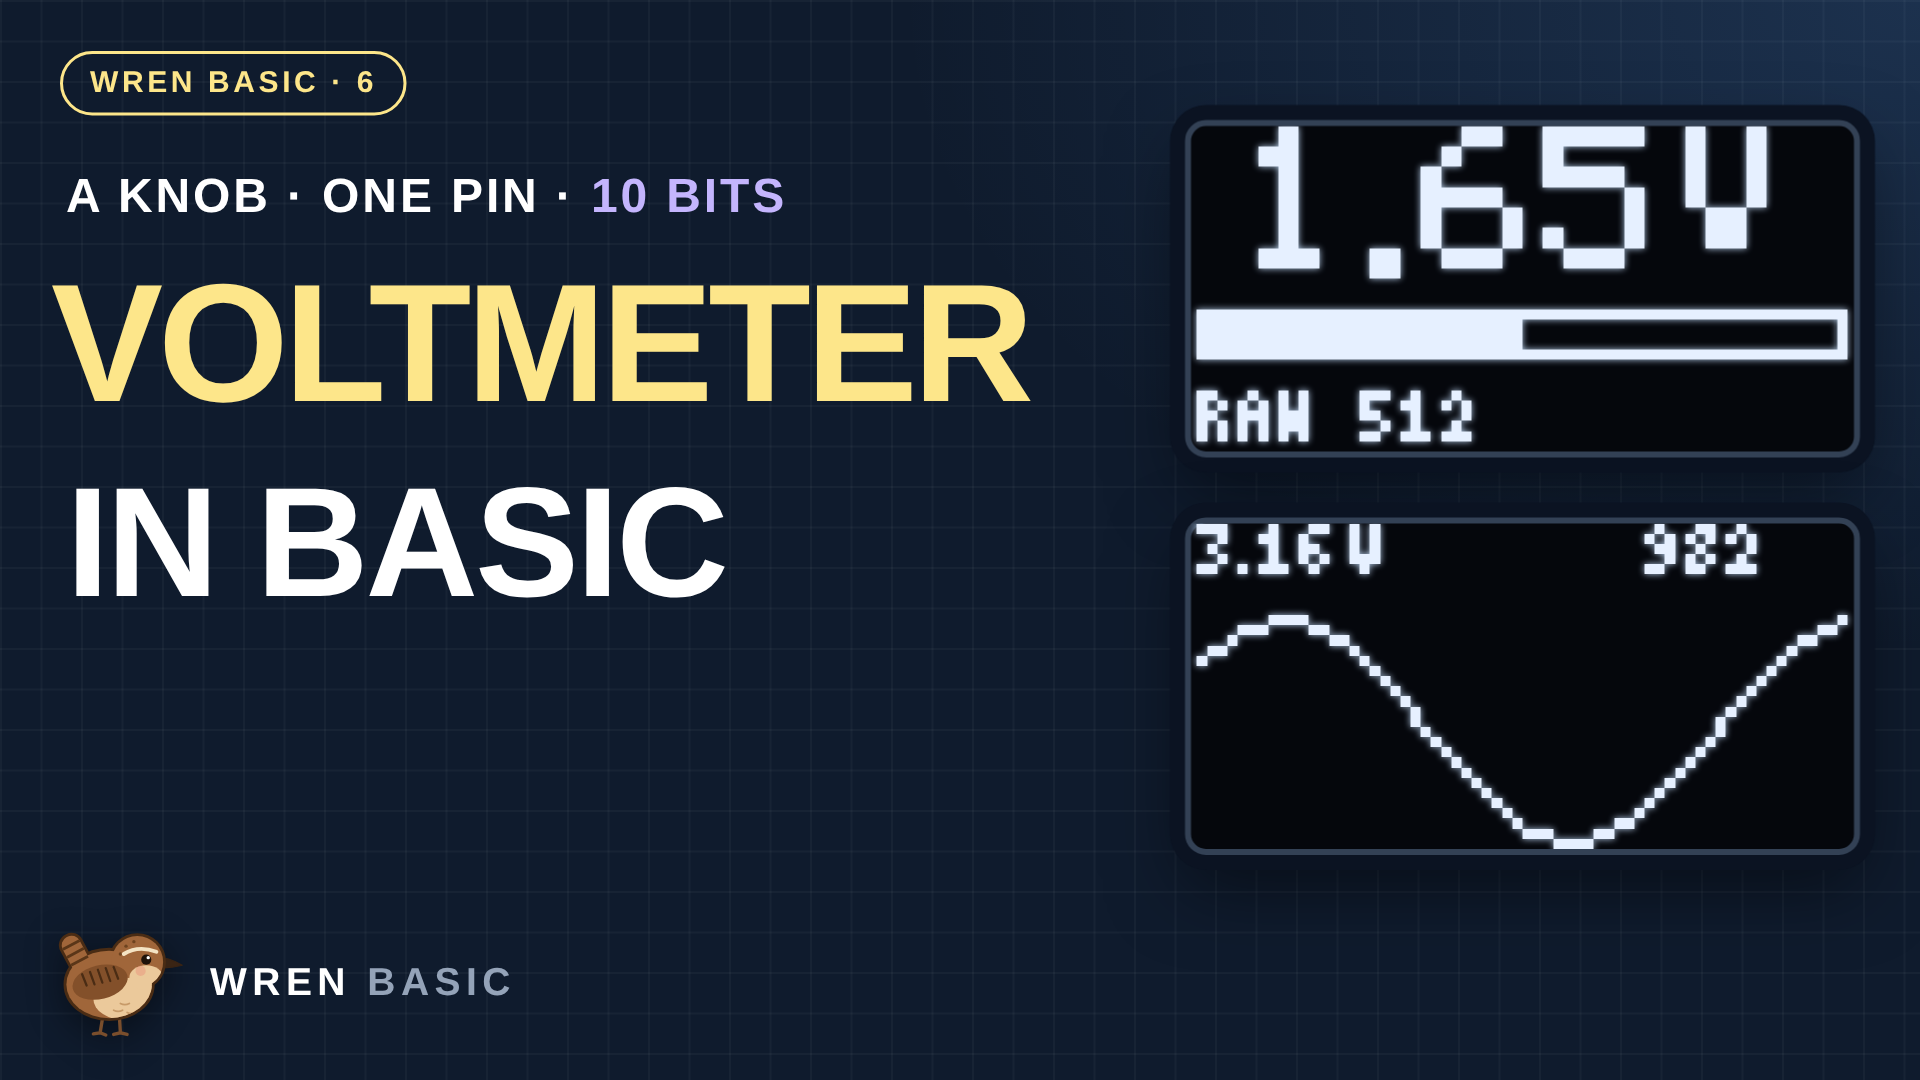 WREN BASIC · 6
A KNOB · ONE PIN · 10 BITS
VOLTMETER
IN BASIC
1.65V
RAW 512
3.16V 982
WREN BASIC